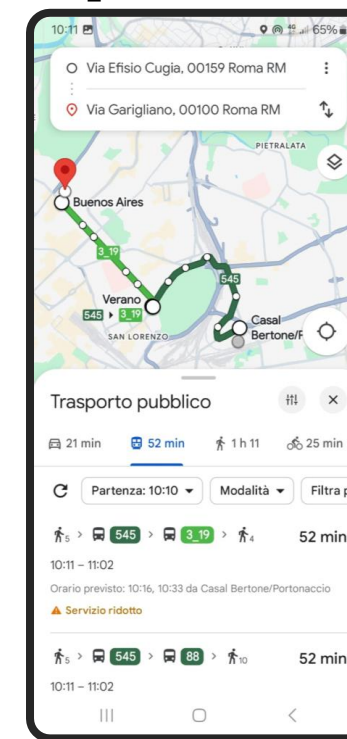 10:11 4G 65%
Via Efisio Cugia, 00159 Roma RM
Via Garigliano, 00100 Roma RM
PIETRALATA
Buenos Aires
3_19
545
Verano
545 3_19
Casal
Bertone/F
SAN LORENZO
Trasporto pubblico
21 min 52 min 1 h 11 25 min
Partenza: 10:10 Modalità Filtra p
5 > 545 > 3_19 > 4 52 min
10:11 – 11:02
Orario previsto: 10:16, 10:33 da Casal Bertone/Portonaccio
Servizio ridotto
5 > 545 > 88 > 10 52 min
10:11 – 11:02